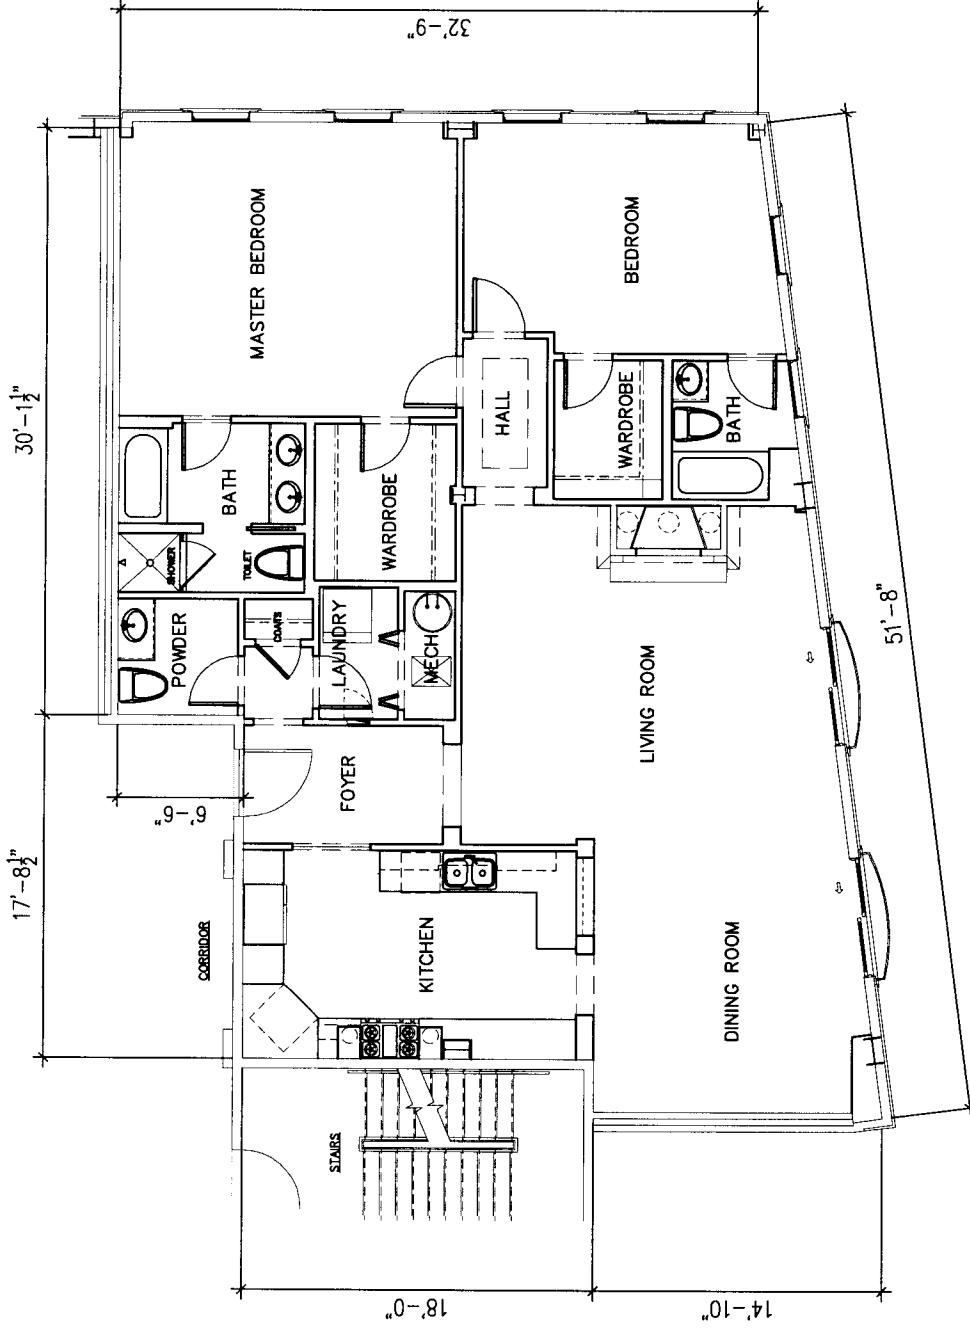 32'-9"
30'-1½"
17'-8½"
MASTER BEDROOM
BEDROOM
HALL
WARDROBE
BATH
BATH
WARDROBE
SHOWER
TOILET
POWDER
COATS
LAUNDRY
MECH
LIVING ROOM
51'-8"
FOYER
6'-6"
CORRIDOR
KITCHEN
DINING ROOM
STAIRS
18'-0"
14'-10"